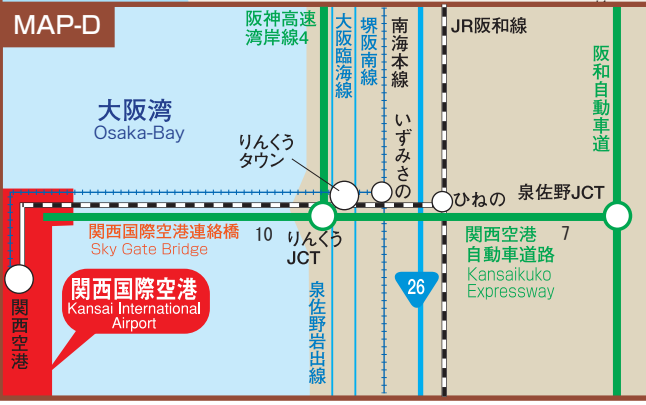 MAP-D
阪神高速
湾岸線4
大阪臨海線
堺阪南線
南海本線
JR阪和線
阪和自動車道
大阪湾
Osaka-Bay
りんくう
タウン
いずみさの
ひねの
泉佐野JCT
関西国際空港連絡橋
Sky Gate Bridge
10
りんくう
JCT
関西空港
自動車道路
Kansaikuko
Expressway
7
26
関西国際空港
Kansai International
Airport
関西空港
泉佐野岩出線